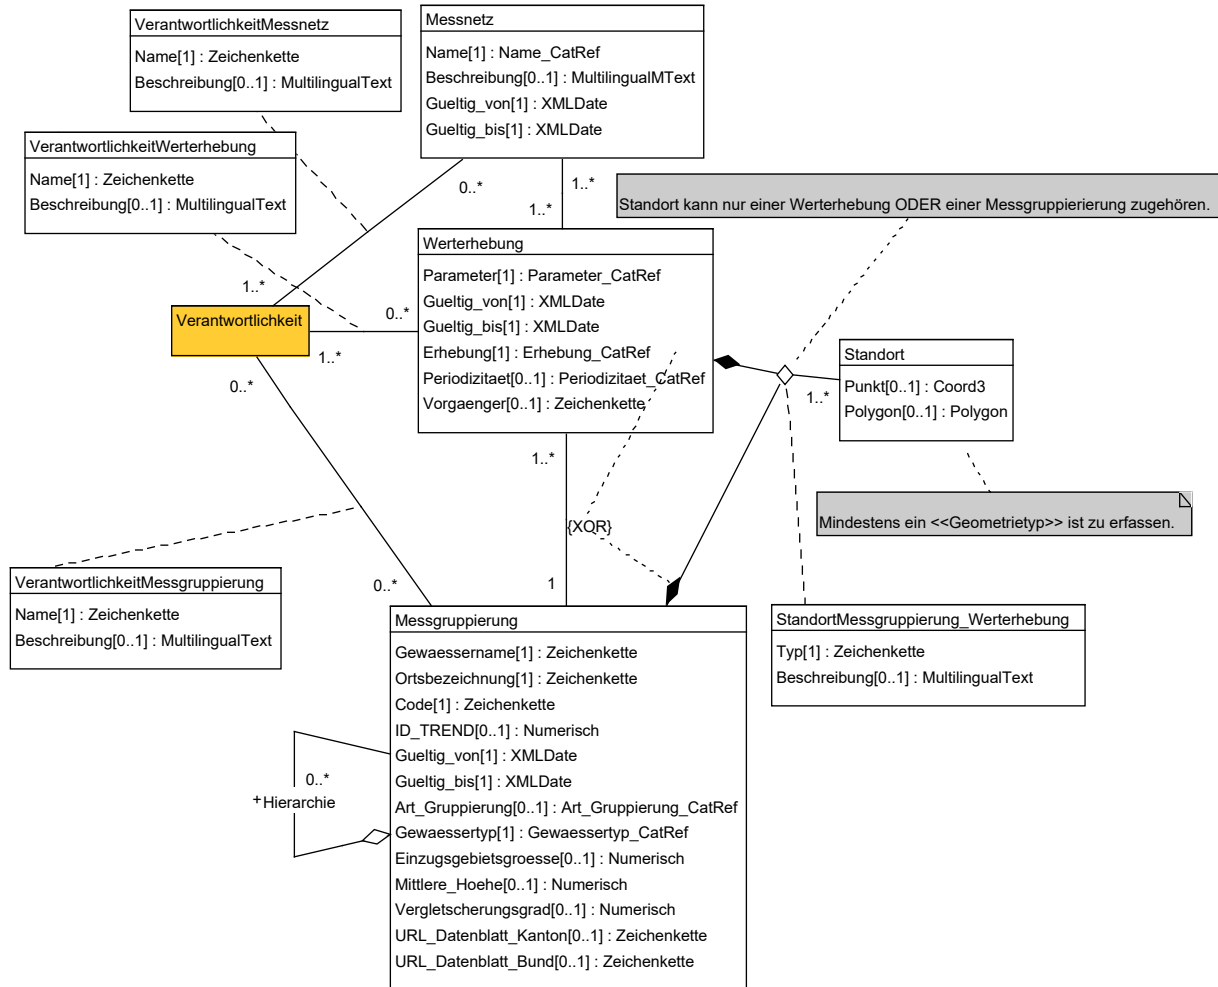 VerantwortlichkeitMessnetz
Name[1] : Zeichenkette
Beschreibung[0..1] : MultilingualText
Messnetz
Name[1] : Name_CatRef
Beschreibung[0..1] : MultilingualMText
Gueltig_von[1] : XMLDate
Gueltig_bis[1] : XMLDate
VerantwortlichkeitWerterhebung
Name[1] : Zeichenkette
Beschreibung[0..1] : MultilingualText
0..*
1..*
1..*
Standort kann nur einer Werterhebung ODER einer Messgruppierierung zugehören.
Werterhebung
Parameter[1] : Parameter_CatRef
Gueltig_von[1] : XMLDate
Gueltig_bis[1] : XMLDate
Erhebung[1] : Erhebung_CatRef
Periodizitaet[0..1] : Periodizitaet_CatRef
Vorgaenger[0..1] : Zeichenkette
1..*
Verantwortlichkeit
0..*
1..*
0..*
Standort
Punkt[0..1] : Coord3
Polygon[0..1] : Polygon
1..*
1..*
Mindestens ein <<Geometrietyp>> ist zu erfassen.
{XOR}
VerantwortlichkeitMessgruppierung
Name[1] : Zeichenkette
Beschreibung[0..1] : MultilingualText
0..*
1
StandortMessgruppierung_Werterhebung
Typ[1] : Zeichenkette
Beschreibung[0..1] : MultilingualText
Messgruppierung
Gewaessername[1] : Zeichenkette
Ortsbezeichnung[1] : Zeichenkette
Code[1] : Zeichenkette
ID_TREND[0..1] : Numerisch
Gueltig_von[1] : XMLDate
Gueltig_bis[1] : XMLDate
Art_Gruppierung[0..1] : Art_Gruppierung_CatRef
Gewaessertyp[1] : Gewaessertyp_CatRef
Einzugsgebietsgroesse[0..1] : Numerisch
Mittlere_Hoehe[0..1] : Numerisch
Vergletscherungsgrad[0..1] : Numerisch
URL_Datenblatt_Kanton[0..1] : Zeichenkette
URL_Datenblatt_Bund[0..1] : Zeichenkette
0..*
+Hierarchie